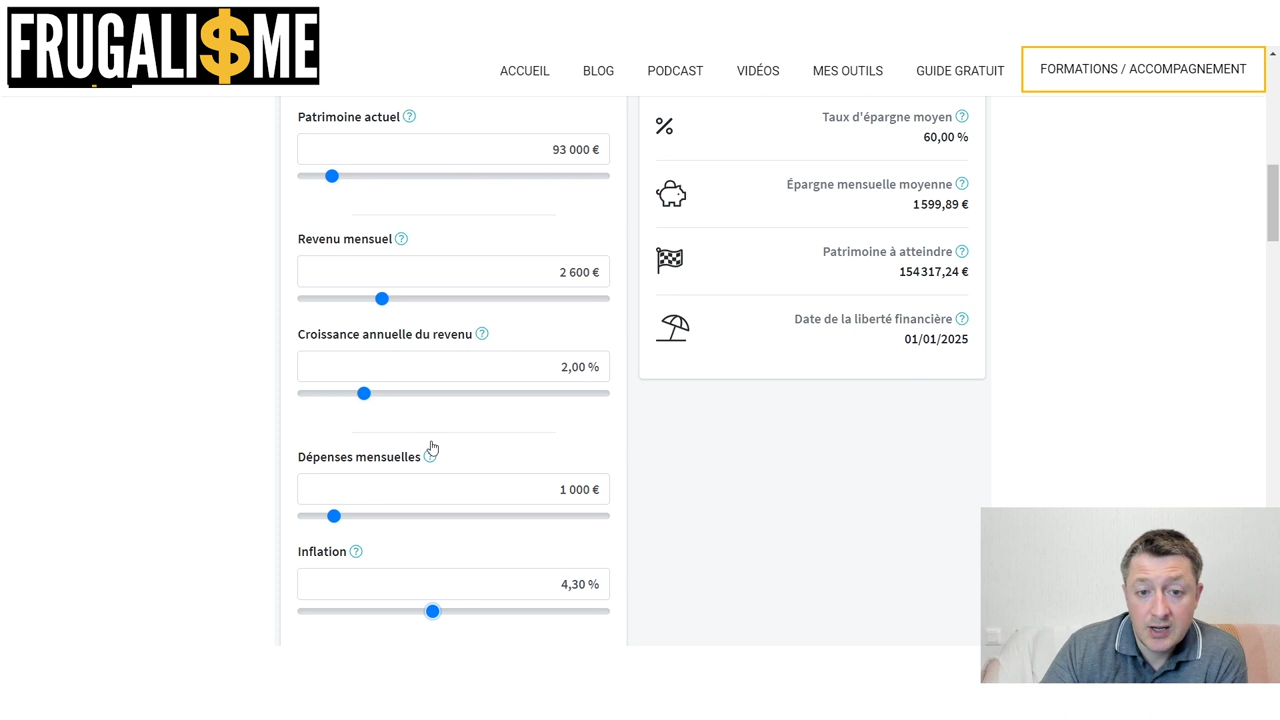 FRUGALI$ME
ACCUEIL
BLOG
PODCAST
VIDÉOS
MES OUTILS
GUIDE GRATUIT
FORMATIONS / ACCOMPAGNEMENT
Patrimoine actuel ?
93 000 €
Revenu mensuel ?
2 600 €
Croissance annuelle du revenu ?
2,00 %
Dépenses mensuelles ?
1 000 €
Inflation ?
4,30 %
%
Taux d'épargne moyen ?
60,00 %
Épargne mensuelle moyenne ?
1 599,89 €
Patrimoine à atteindre ?
154 317,24 €
Date de la liberté financière ?
01/01/2025